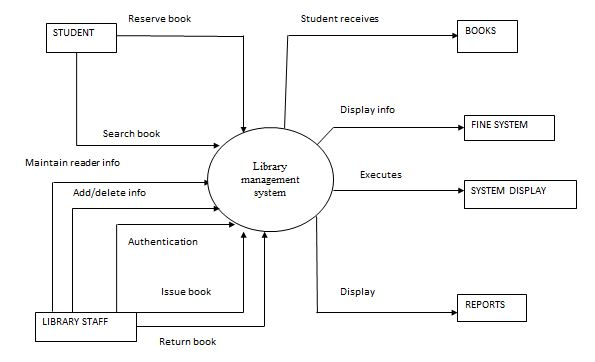 Reserve book
STUDENT
Search book
Maintain reader info
Add/delete info
Authentication
Issue book
LIBRARY STAFF
Return book
Library
management
system
Student receives
BOOKS
Display info
FINE SYSTEM
Executes
SYSTEM DISPLAY
Display
REPORTS